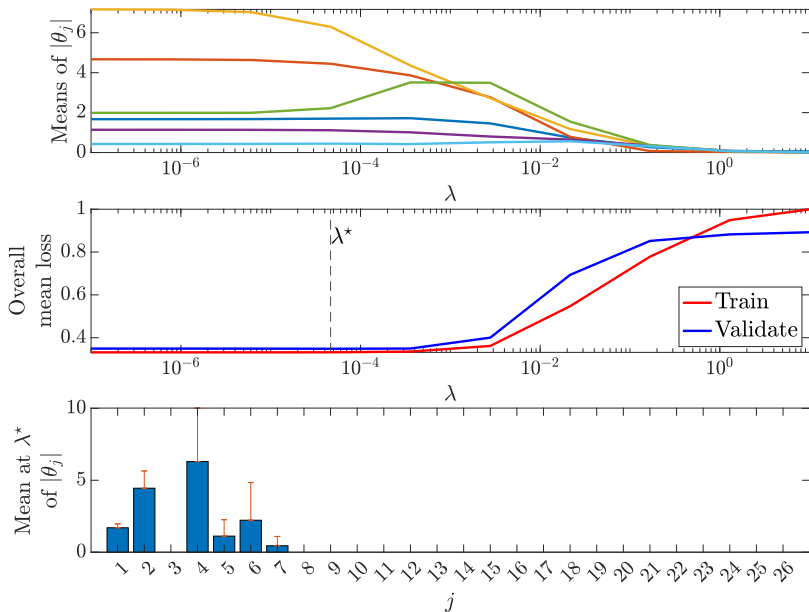 Means of |θ_j|
6
4
2
0
10^{-6}
10^{-4}
10^{-2}
10^{0}
λ
Overall
mean loss
1
0.8
0.6
0.4
λ⋆
Train
Validate
10^{-6}
10^{-4}
10^{-2}
10^{0}
λ
Mean at λ⋆
of |θ_j|
10
5
0
1 2 3 4 5 6 7 8 9 10 11 12 13 14 15 16 17 18 19 20 21 22 23 24 25 26
j